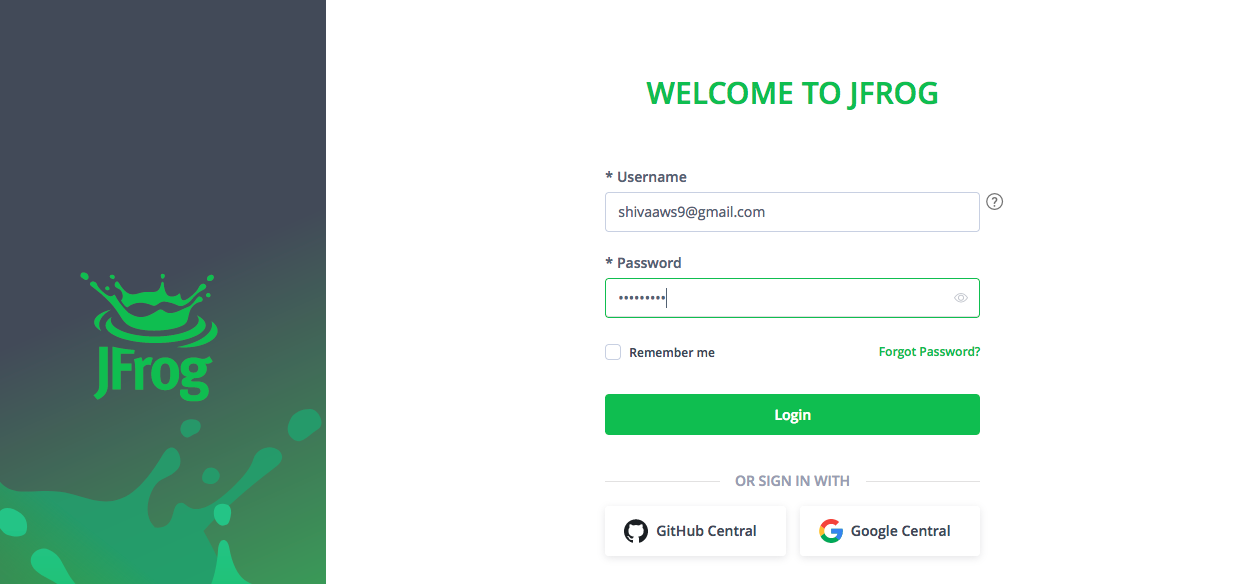 WELCOME TO JFROG
* Username
shivaaws9@gmail.com
?
* Password
•••••••••
Remember me
Forgot Password?
Login
OR SIGN IN WITH
GitHub Central
Google Central
JFrog